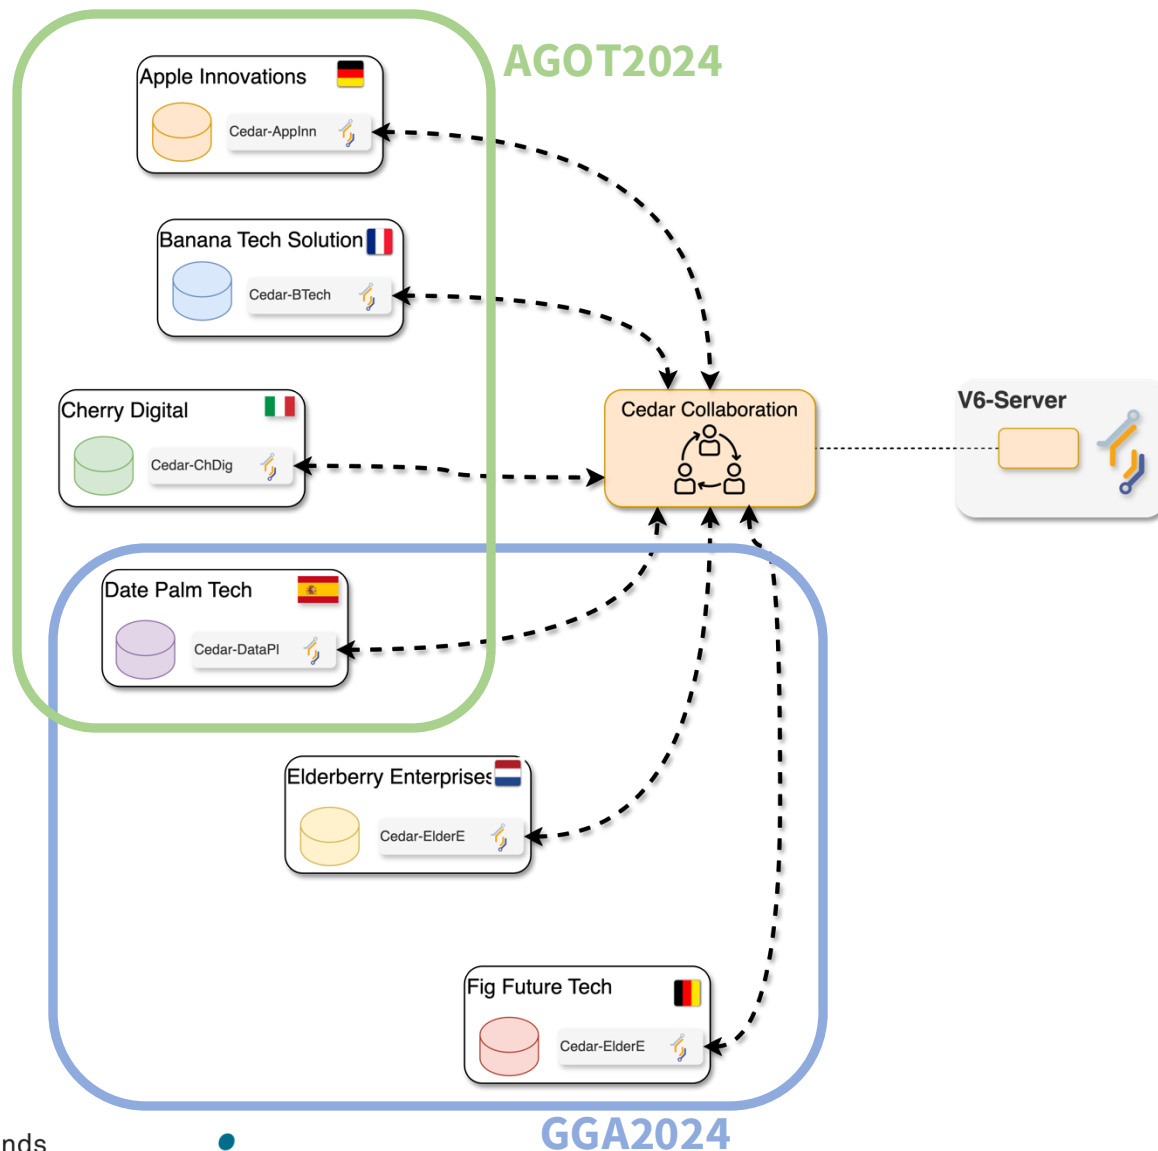 AGOT2024
Apple Innovations
Cedar-AppInn
Banana Tech Solution
Cedar-BTech
Cherry Digital
Cedar-ChDig
Cedar Collaboration
V6-Server
Date Palm Tech
Cedar-DataPl
Elderberry Enterprises
Cedar-ElderE
Fig Future Tech
Cedar-ElderE
GGA2024
nds